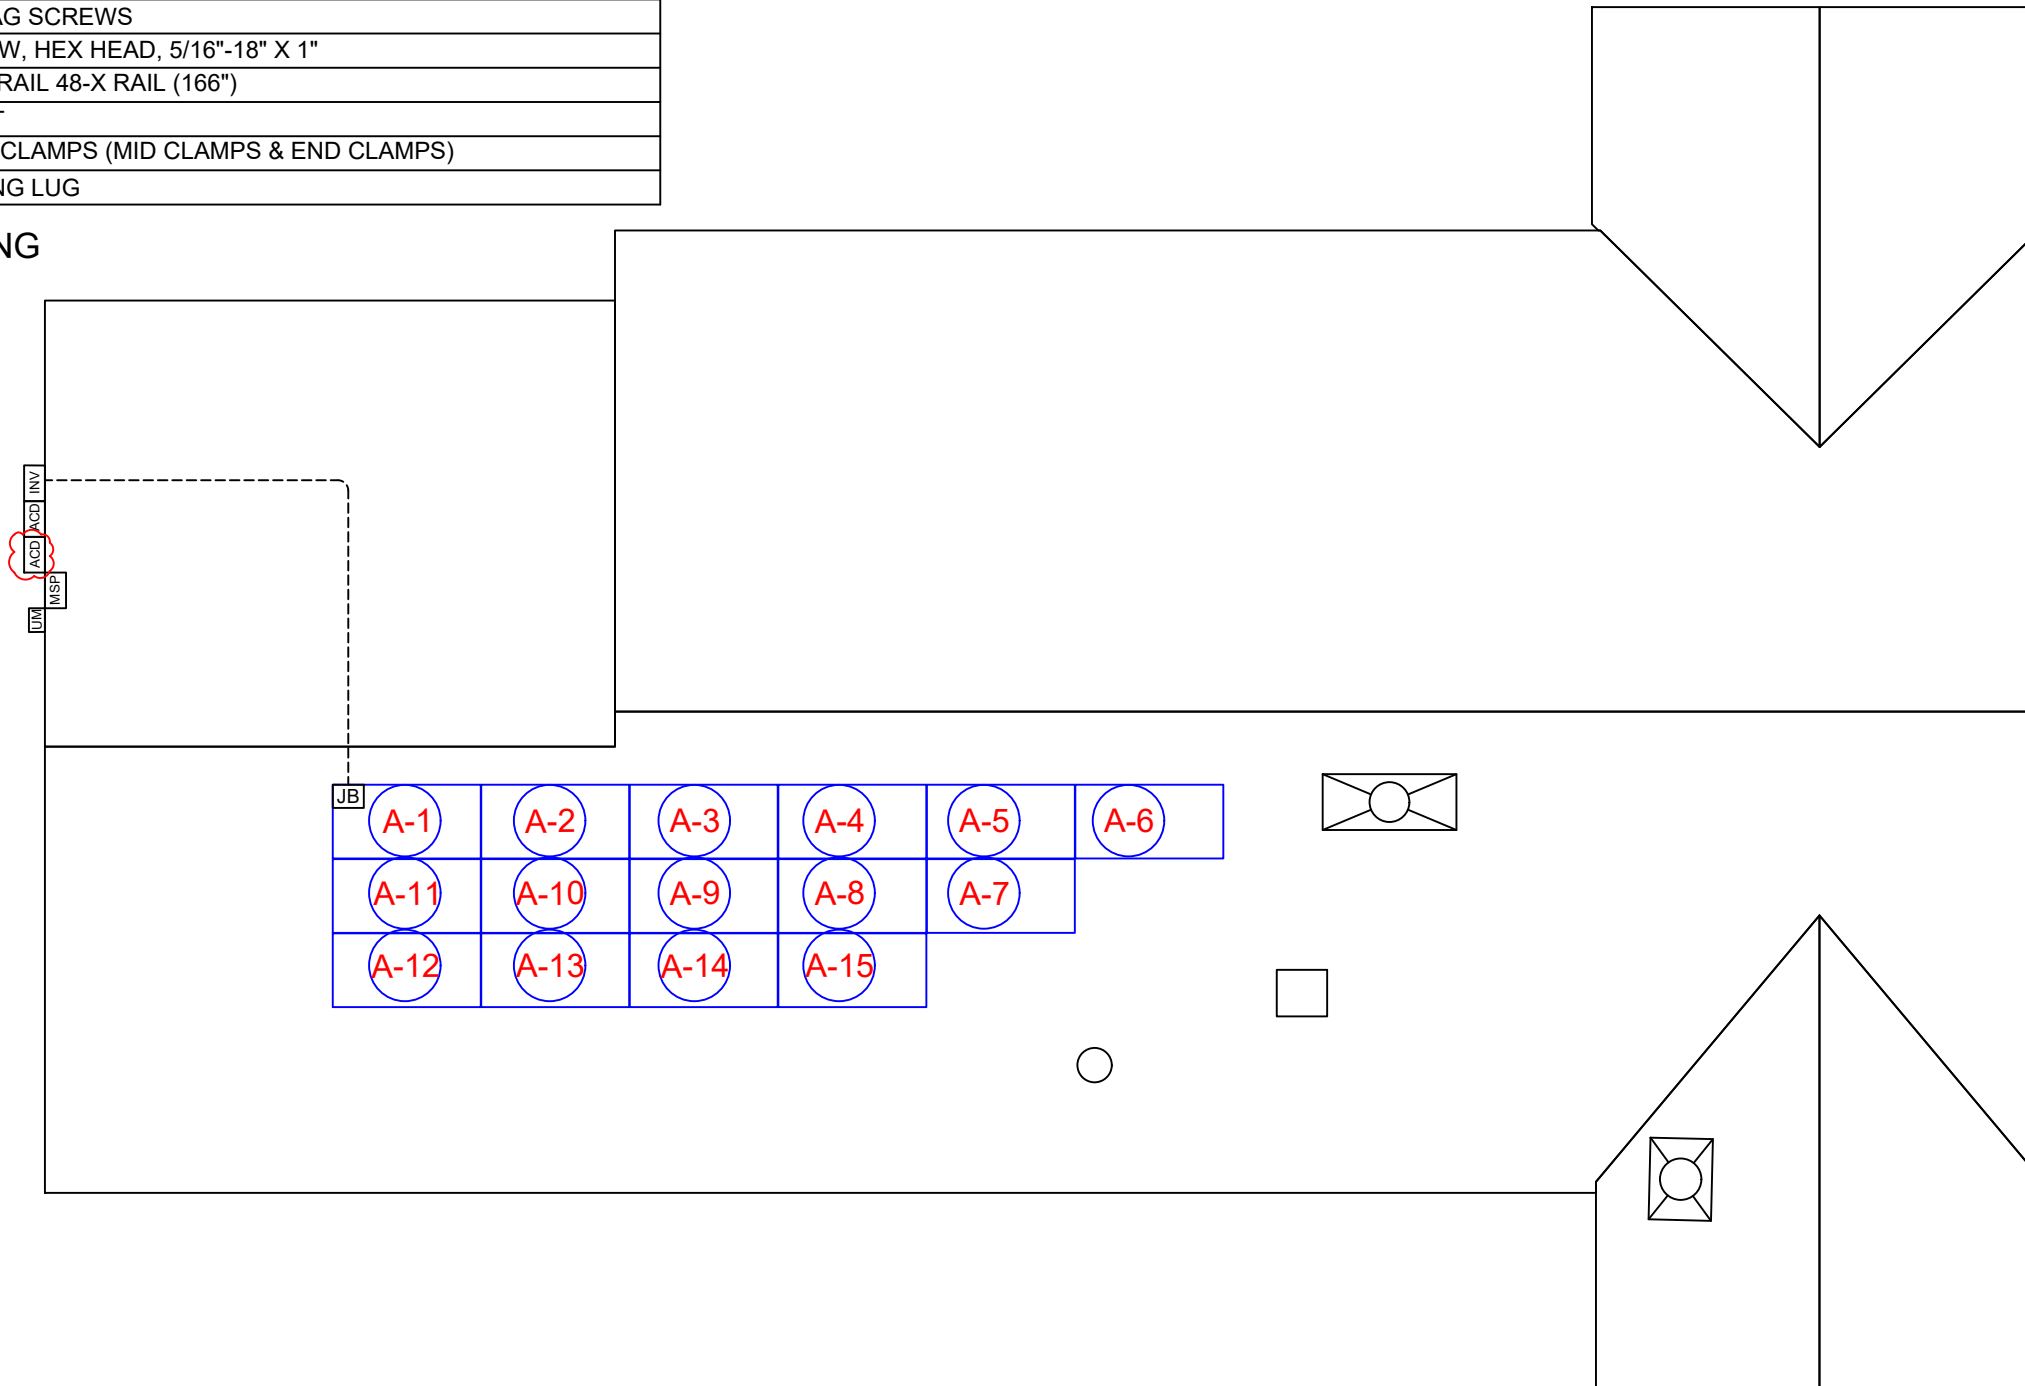 AG SCREWS
W, HEX HEAD, 5/16"-18" X 1"
RAIL 48-X RAIL (166")
CLAMPS (MID CLAMPS & END CLAMPS)
NG LUG
NG
INV
ACD
ACD
MSP
UM
JB
A-1 A-2 A-3 A-4 A-5 A-6
A-11 A-10 A-9 A-8 A-7
A-12 A-13 A-14 A-15